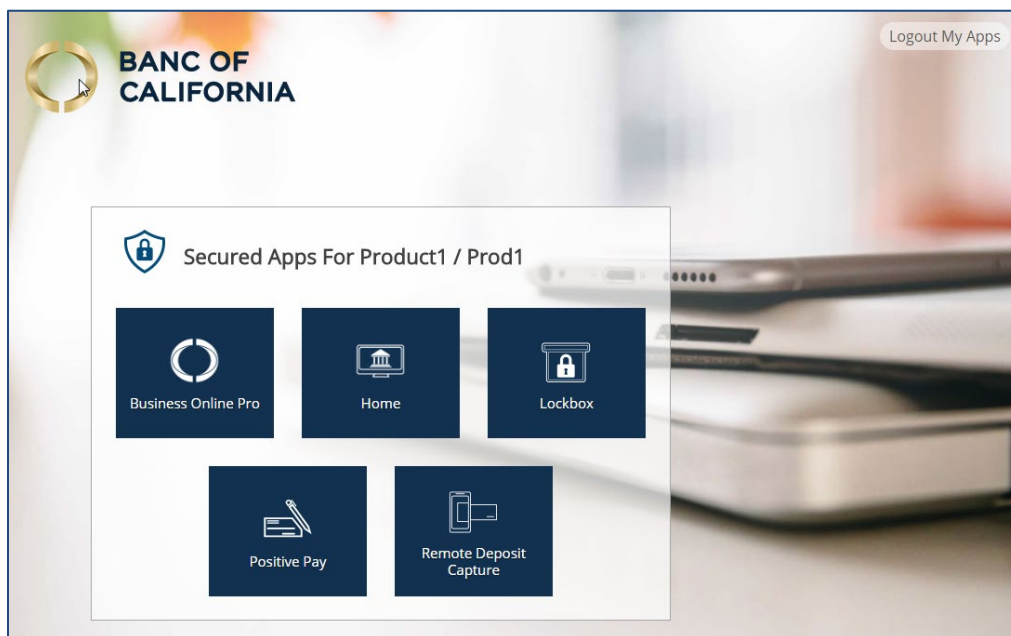 Logout My Apps
BANC OF
CALIFORNIA
Secured Apps For Product1 / Prod1
Business Online Pro
Home
Lockbox
Positive Pay
Remote Deposit
Capture